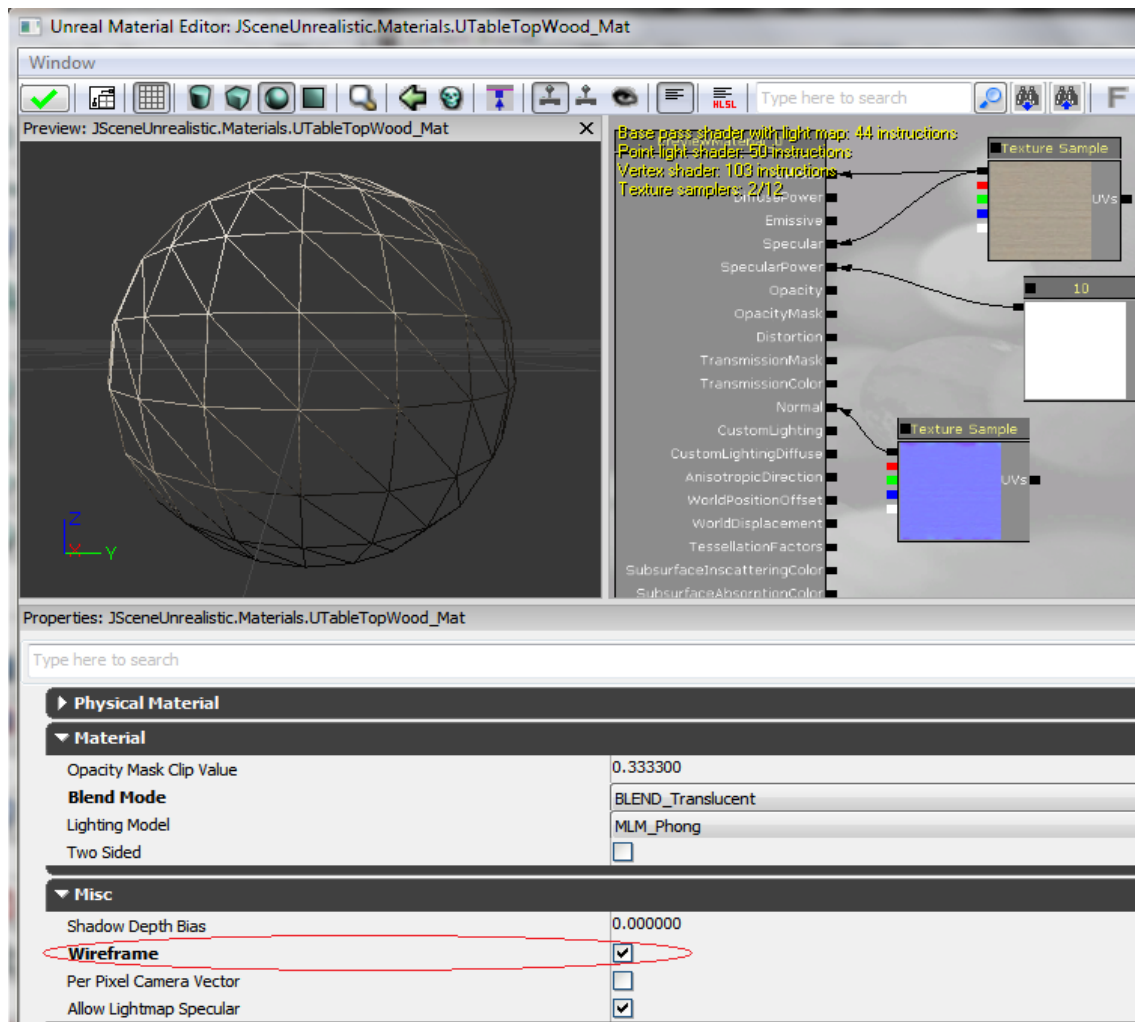 Unreal Material Editor: JSceneUnrealistic.Materials.UTableTopWood_Mat
Window
HLSL
Type here to search
F
Preview: JSceneUnrealistic.Materials.UTableTopWood_Mat
Base pass shader with light map: 44 instructions
Point light shader: 50 instructions
Vertex shader: 103 instructions
Texture samplers: 2/12
DiffusePower
Emissive
Specular
SpecularPower
Opacity
OpacityMask
Distortion
TransmissionMask
TransmissionColor
Normal
CustomLighting
CustomLightingDiffuse
AnisotropicDirection
WorldPositionOffset
WorldDisplacement
TessellationFactors
SubsurfaceInscatteringColor
SubsurfaceAbsorptionColor
Texture Sample
UVs
10
Texture Sample
UVs
Z
X
Y
Properties: JSceneUnrealistic.Materials.UTableTopWood_Mat
Type here to search
Physical Material
Material
Opacity Mask Clip Value 0.333300
Blend Mode BLEND_Translucent
Lighting Model MLM_Phong
Two Sided
Misc
Shadow Depth Bias 0.000000
Wireframe
Per Pixel Camera Vector
Allow Lightmap Specular